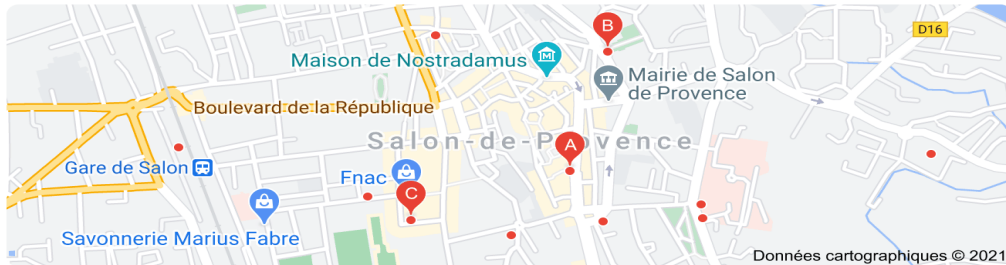 B
D16
Maison de Nostradamus
Mairie de Salon
de Provence
Boulevard de la République
Salon-de-Provence
A
Gare de Salon
Fnac
C
Savonnerie Marius Fabre
Données cartographiques © 2021